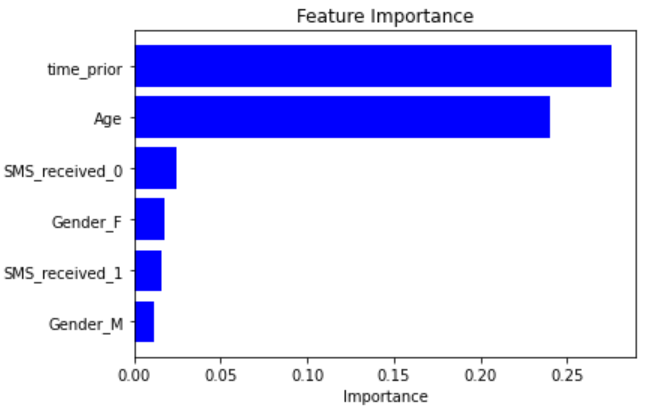 Feature Importance
time_prior
Age
SMS_received_0
Gender_F
SMS_received_1
Gender_M
0.00 0.05 0.10 0.15 0.20 0.25
Importance